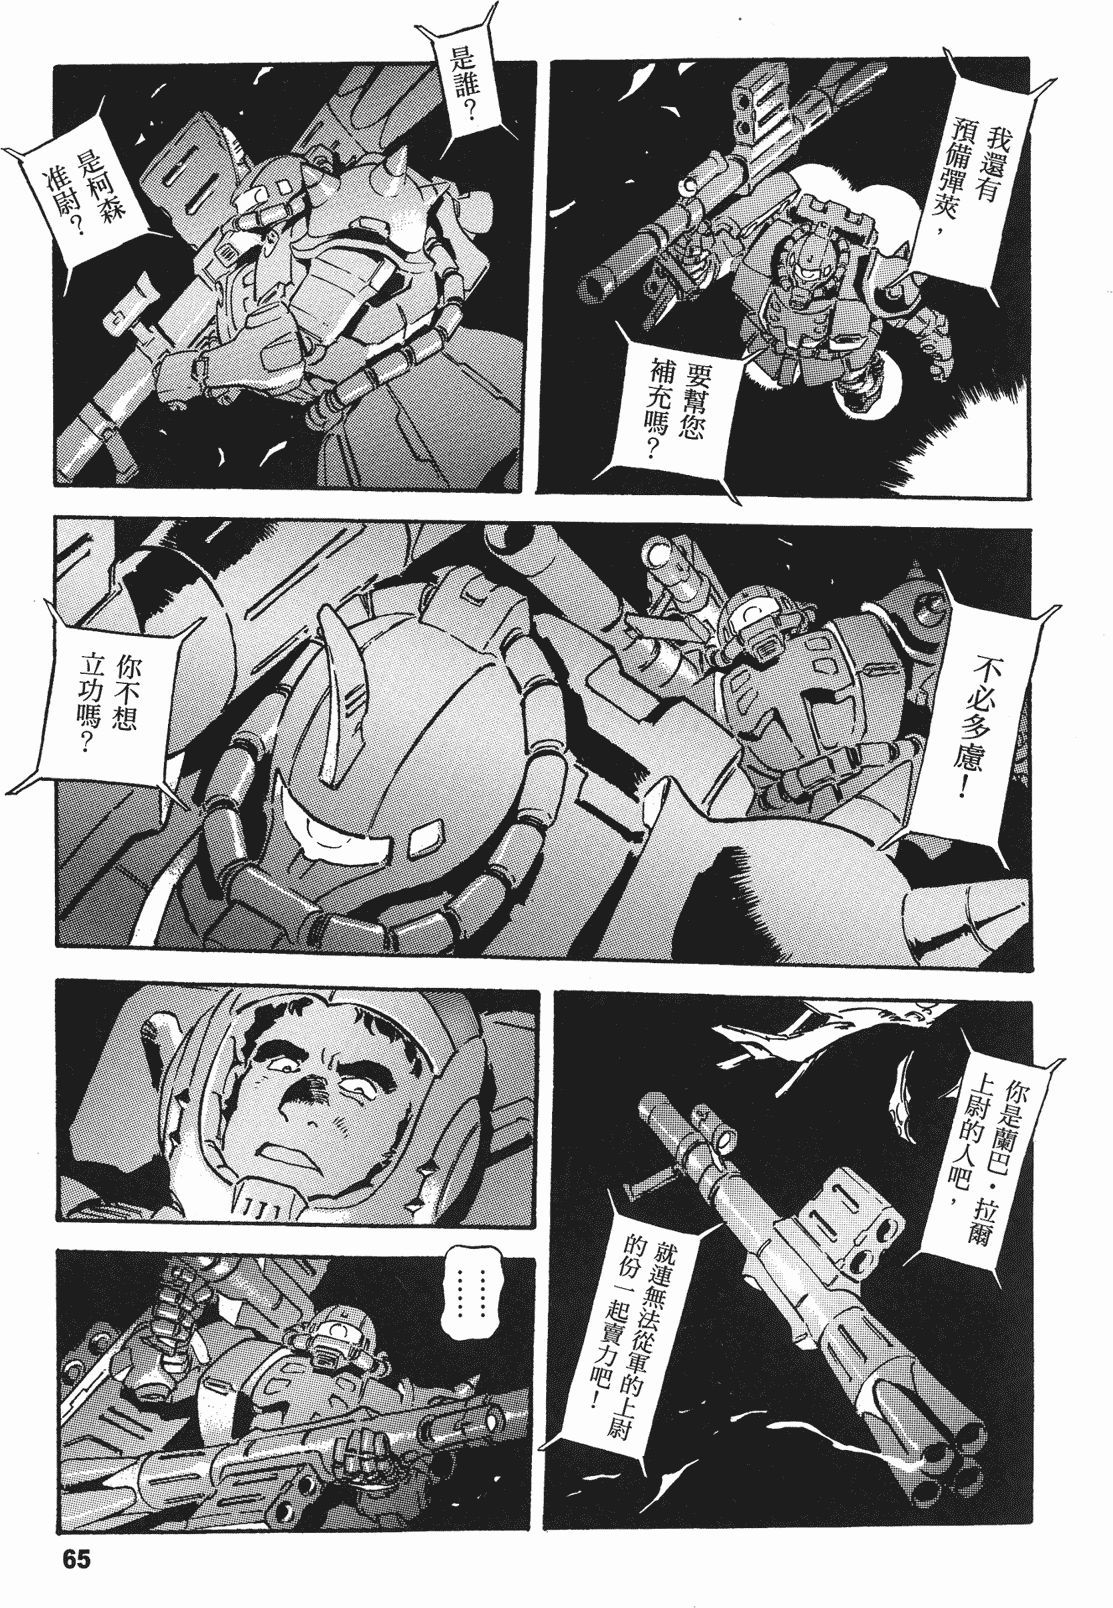 我還有
預備彈莢，
要幫您
補充嗎？
是誰？
是柯森
准尉？
不必多慮！
你不想
立功嗎？
你是蘭巴・拉爾
上尉的人吧，
就連無法從軍的上尉
的份一起賣力吧！
…………
11
65